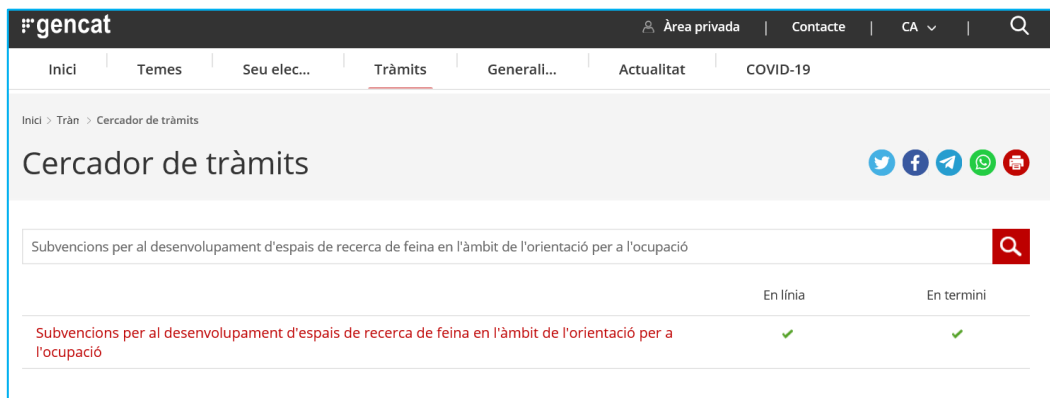 gencat
Àrea privada | Contacte | CA |
Inici Temes Seu elec... Tràmits Generali... Actualitat COVID-19
Inici > Tràm > Cercador de tràmits
Cercador de tràmits
Subvencions per al desenvolupament d'espais de recerca de feina en l'àmbit de l'orientació per a l'ocupació
En línia En termini
Subvencions per al desenvolupament d'espais de recerca de feina en l'àmbit de l'orientació per a
l'ocupació